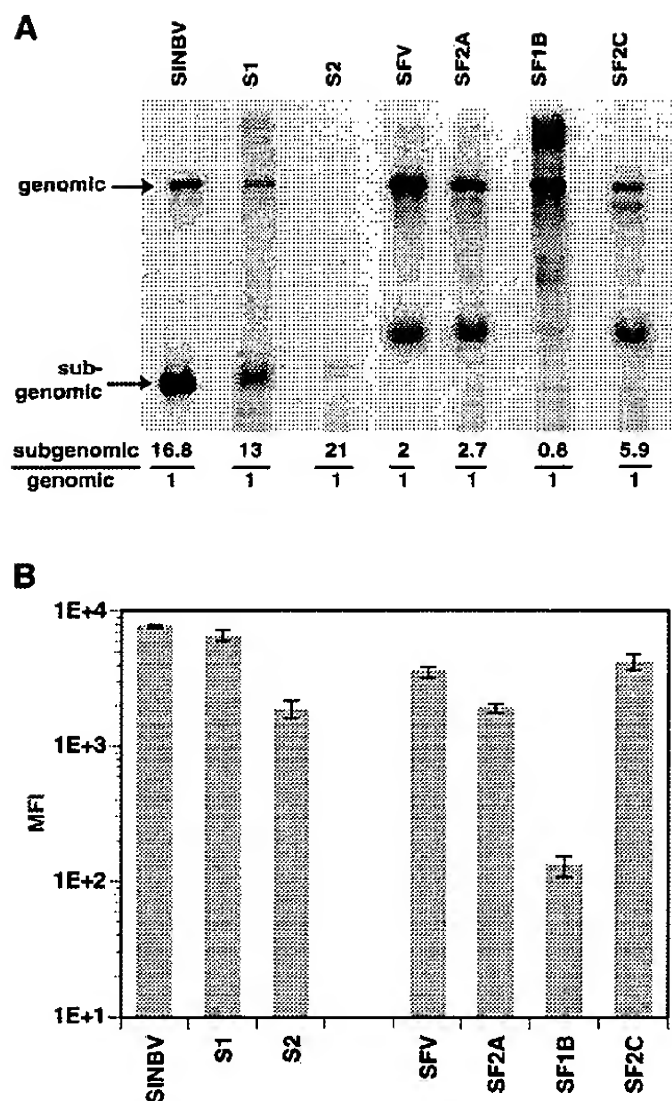 A
SINBV S1 S2 SFV SF2A SF1B SF2C
genomic
sub-
genomic
subgenomic 16.8 13 21 2 2.7 0.8 5.9
genomic 1 1 1 1 1 1 1
B
1E+4
1E+3
MFI
1E+2
1E+1
SINBV S1 S2 SFV SF2A SF1B SF2C